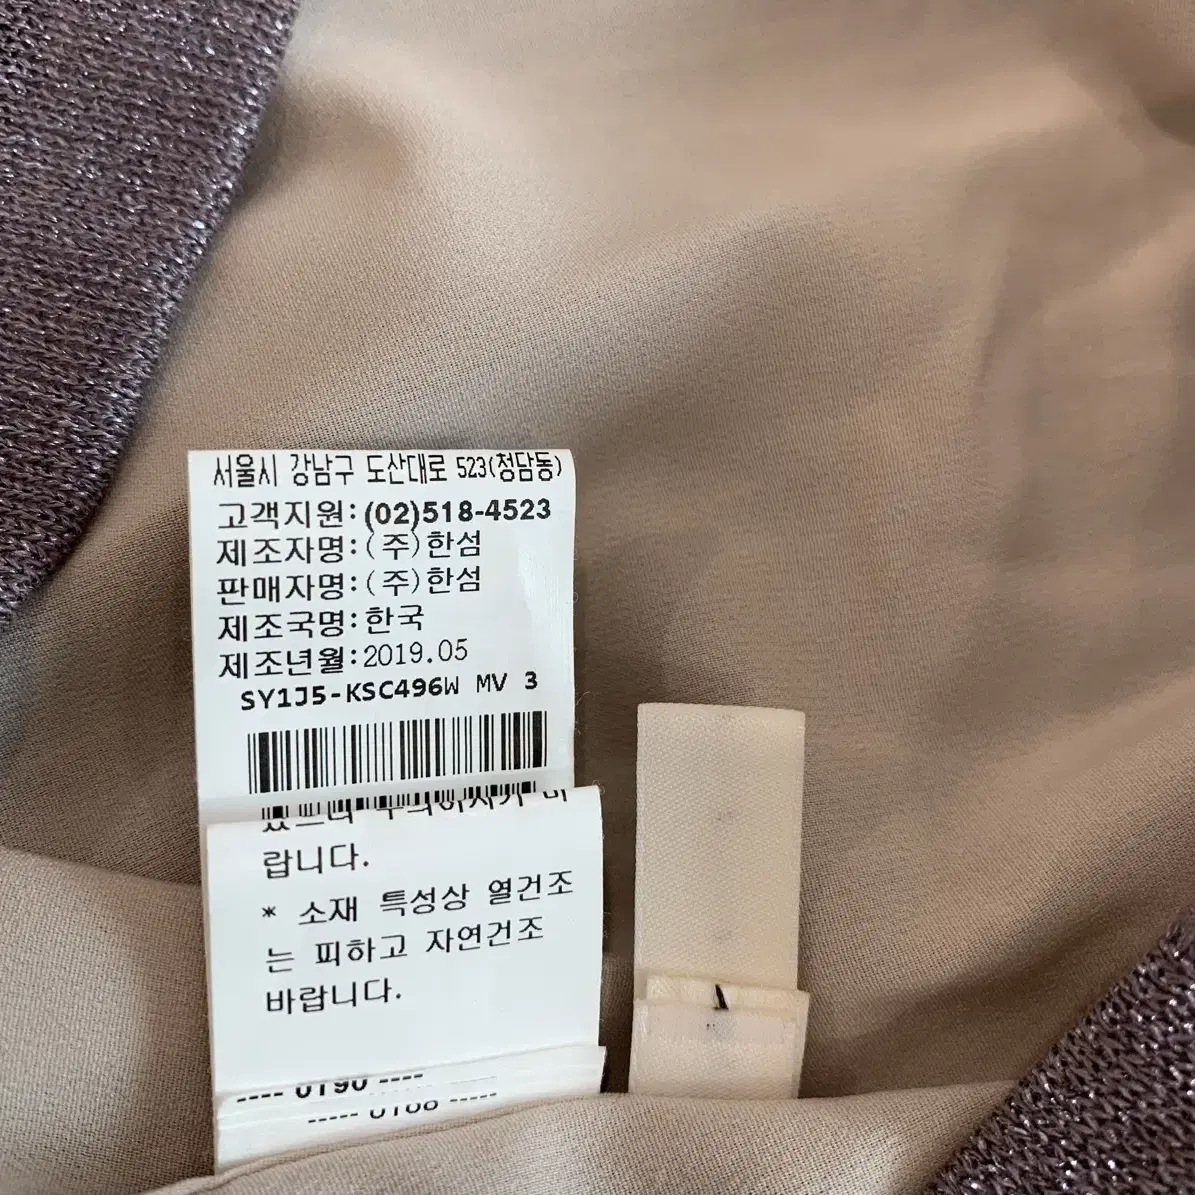 서울시 강남구 도산대로 523(청담동)
고객지원:(02)518-4523
제조자명:(주)한섬
판매자명:(주)한섬
제조국명:한국
제조년월:2019.05
SY1J5-KSC496W MV 3
랍니다.
* 소재 특성상 열건조
는 피하고 자연건조
바랍니다.